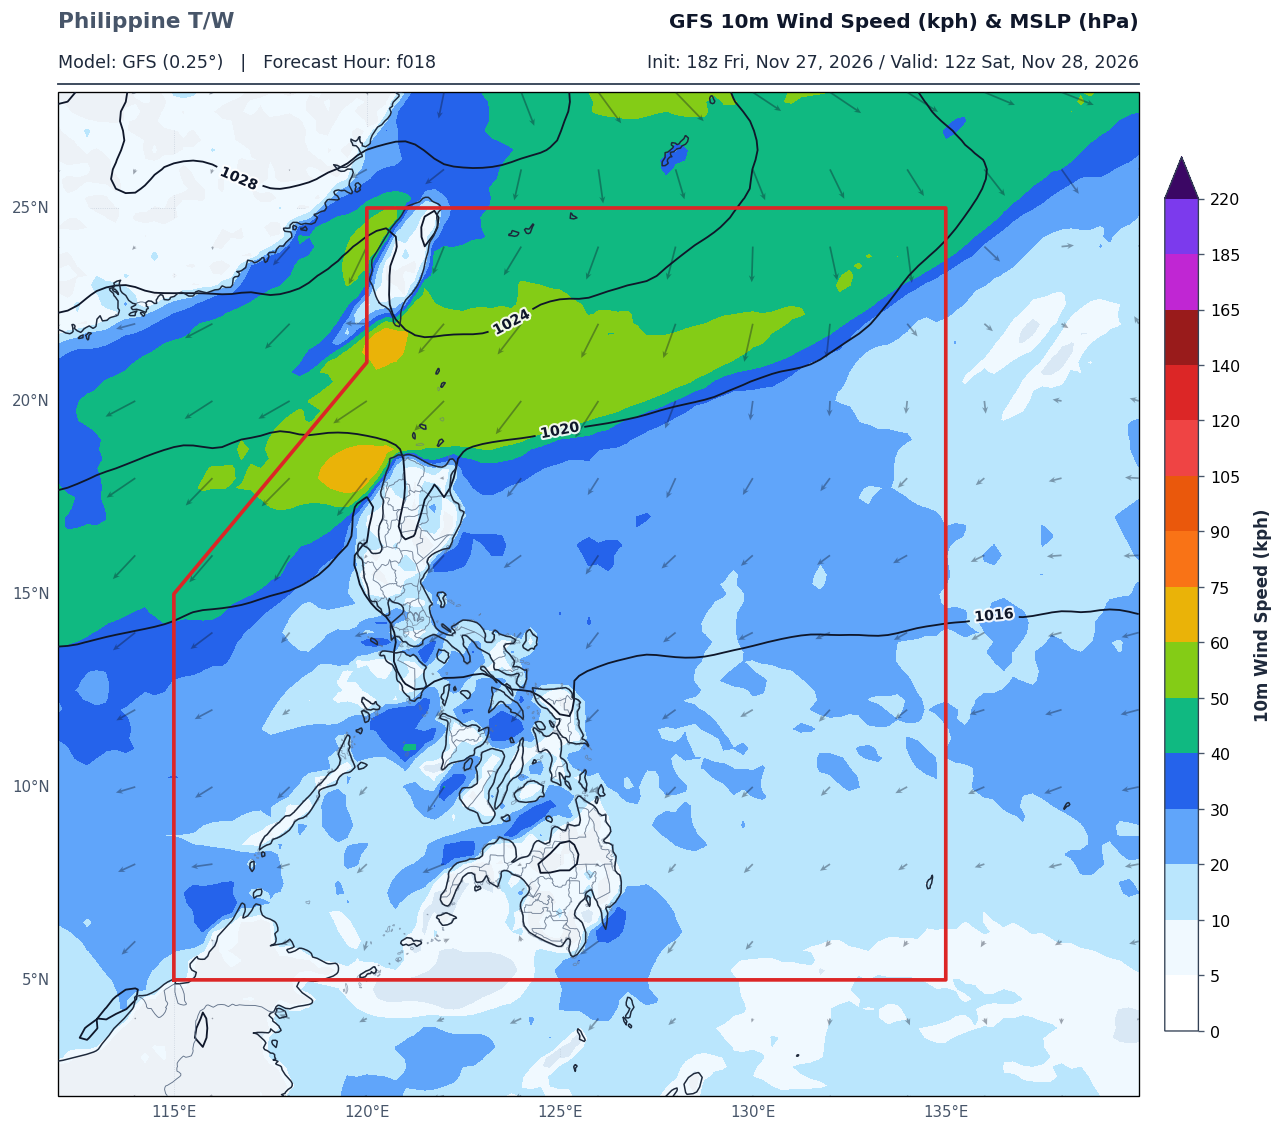 Philippine T/W
GFS 10m Wind Speed (kph) & MSLP (hPa)
Model: GFS (0.25°)   |   Forecast Hour: f018
Init: 18z Fri, Nov 27, 2026 / Valid: 12z Sat, Nov 28, 2026
1028
1024
1020
1016
25°N
20°N
15°N
10°N
5°N
115°E
120°E
125°E
130°E
135°E
220
185
165
140
120
105
90
75
60
50
40
30
20
10
5
0
10m Wind Speed (kph)